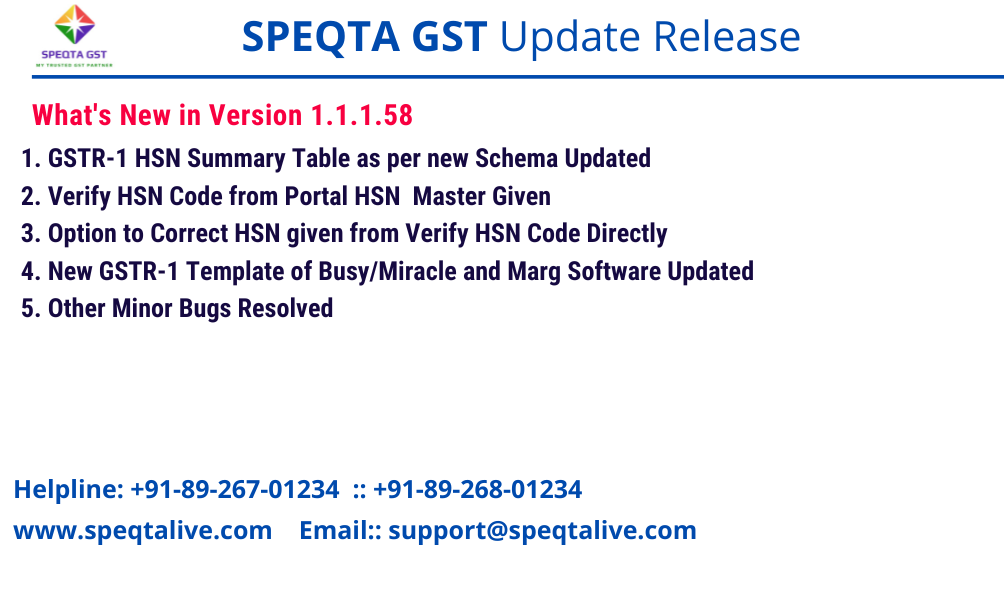 SPEQTA GST
MY TRUSTED GST PARTNER
SPEQTA GST Update Release
What's New in Version 1.1.1.58
1. GSTR-1 HSN Summary Table as per new Schema Updated
2. Verify HSN Code from Portal HSN  Master Given
3. Option to Correct HSN given from Verify HSN Code Directly
4. New GSTR-1 Template of Busy/Miracle and Marg Software Updated
5. Other Minor Bugs Resolved
Helpline: +91-89-267-01234  :: +91-89-268-01234
www.speqtalive.com    Email:: support@speqtalive.com